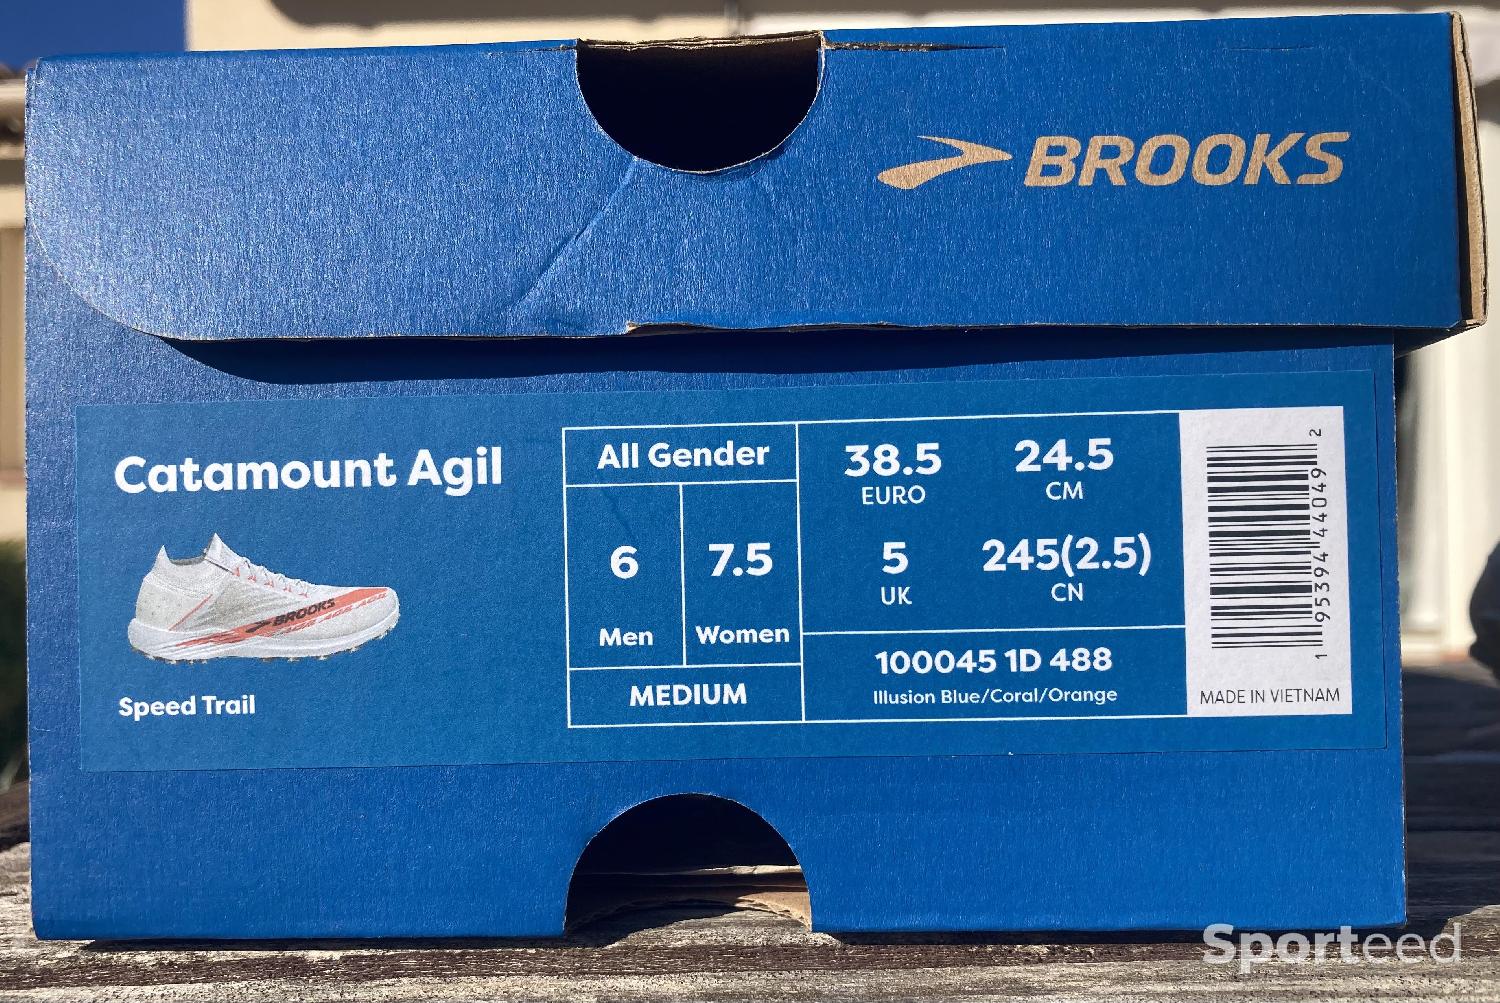 BROOKS
Catamount Agil
BROOKS
Speed Trail
All Gender
6
Men
7.5
Women
MEDIUM
38.5
EURO
24.5
CM
5
UK
245(2.5)
CN
100045 1D 488
Illusion Blue/Coral/Orange
1 95394 44049 2
MADE IN VIETNAM
Sporteed